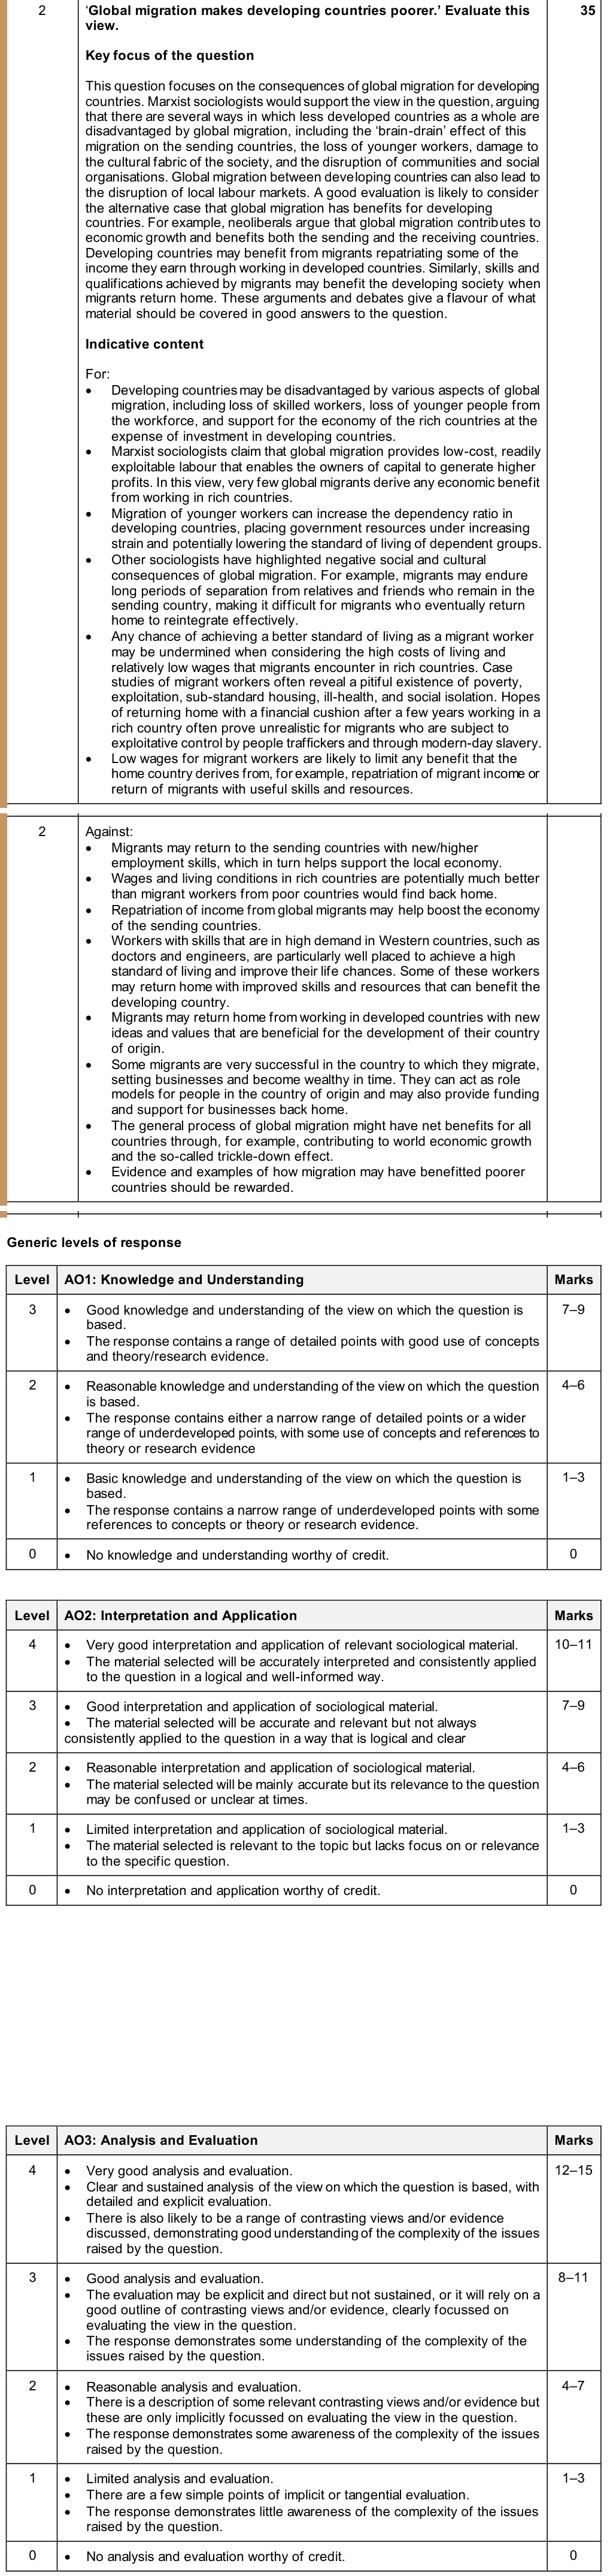 2 ‘Global migration makes developing countries poorer.’ Evaluate this 35
view.
Key focus of the question
This question focuses on the consequences of global migration for developing
countries. Marxist sociologists would support the view in the question, arguing
that there are several ways in which less developed countries as a whole are
disadvantaged by global migration, including the ‘brain-drain’ effect of this
migration on the sending countries, the loss of younger workers, damage to
the cultural fabric of the society, and the disruption of communities and social
organisations. Global migration between developing countries can also lead to
the disruption of local labour markets. A good evaluation is likely to consider
the alternative case that global migration has benefits for developing
countries. For example, neoliberals argue that global migration contributes to
economic growth and benefits both the sending and the receiving countries.
Developing countries may benefit from migrants repatriating some of the
income they earn through working in developed countries. Similarly, skills and
qualifications achieved by migrants may benefit the developing society when
migrants return home. These arguments and debates give a flavour of what
material should be covered in good answers to the question.
Indicative content
For:
• Developing countries may be disadvantaged by various aspects of global
migration, including loss of skilled workers, loss of younger people from
the workforce, and support for the economy of the rich countries at the
expense of investment in developing countries.
• Marxist sociologists claim that global migration provides low-cost, readily
exploitable labour that enables the owners of capital to generate higher
profits. In this view, very few global migrants derive any economic benefit
from working in rich countries.
• Migration of younger workers can increase the dependency ratio in
developing countries, placing government resources under increasing
strain and potentially lowering the standard of living of dependent groups.
• Other sociologists have highlighted negative social and cultural
consequences of global migration. For example, migrants may endure
long periods of separation from relatives and friends who remain in the
sending country, making it difficult for migrants who eventually return
home to reintegrate effectively.
• Any chance of achieving a better standard of living as a migrant worker
may be undermined when considering the high costs of living and
relatively low wages that migrants encounter in rich countries. Case
studies of migrant workers often reveal a pitiful existence of poverty,
exploitation, sub-standard housing, ill-health, and social isolation. Hopes
of returning home with a financial cushion after a few years working in a
rich country often prove unrealistic for migrants who are subject to
exploitative control by people traffickers and through modern-day slavery.
• Low wages for migrant workers are likely to limit any benefit that the
home country derives from, for example, repatriation of migrant income or
return of migrants with useful skills and resources.
2 Against:
• Migrants may return to the sending countries with new/higher
employment skills, which in turn helps support the local economy.
• Wages and living conditions in rich countries are potentially much better
than migrant workers from poor countries would find back home.
• Repatriation of income from global migrants may help boost the economy
of the sending countries.
• Workers with skills that are in high demand in Western countries, such as
doctors and engineers, are particularly well placed to achieve a high
standard of living and improve their life chances. Some of these workers
may return home with improved skills and resources that can benefit the
developing country.
• Migrants may return home from working in developed countries with new
ideas and values that are beneficial for the development of their country
of origin.
• Some migrants are very successful in the country to which they migrate,
setting businesses and become wealthy in time. They can act as role
models for people in the country of origin and may also provide funding
and support for businesses back home.
• The general process of global migration might have net benefits for all
countries through, for example, contributing to world economic growth
and the so-called trickle-down effect.
• Evidence and examples of how migration may have benefitted poorer
countries should be rewarded.
Generic levels of response
Level AO1: Knowledge and Understanding Marks
3 • Good knowledge and understanding of the view on which the question is 7–9
based.
• The response contains a range of detailed points with good use of concepts
and theory/research evidence.
2 • Reasonable knowledge and understanding of the view on which the question 4–6
is based.
• The response contains either a narrow range of detailed points or a wider
range of underdeveloped points, with some use of concepts and references to
theory or research evidence
1 • Basic knowledge and understanding of the view on which the question is 1–3
based.
• The response contains a narrow range of underdeveloped points with some
references to concepts or theory or research evidence.
0 • No knowledge and understanding worthy of credit. 0
Level AO2: Interpretation and Application Marks
4 • Very good interpretation and application of relevant sociological material. 10–11
• The material selected will be accurately interpreted and consistently applied
to the question in a logical and well-informed way.
3 • Good interpretation and application of sociological material. 7–9
• The material selected will be accurate and relevant but not always
consistently applied to the question in a way that is logical and clear
2 • Reasonable interpretation and application of sociological material. 4–6
• The material selected will be mainly accurate but its relevance to the question
may be confused or unclear at times.
1 • Limited interpretation and application of sociological material. 1–3
• The material selected is relevant to the topic but lacks focus on or relevance
to the specific question.
0 • No interpretation and application worthy of credit. 0
Level AO3: Analysis and Evaluation Marks
4 • Very good analysis and evaluation. 12–15
• Clear and sustained analysis of the view on which the question is based, with
detailed and explicit evaluation.
• There is also likely to be a range of contrasting views and/or evidence
discussed, demonstrating good understanding of the complexity of the issues
raised by the question.
3 • Good analysis and evaluation. 8–11
• The evaluation may be explicit and direct but not sustained, or it will rely on a
good outline of contrasting views and/or evidence, clearly focussed on
evaluating the view in the question.
• The response demonstrates some understanding of the complexity of the
issues raised by the question.
2 • Reasonable analysis and evaluation. 4–7
• There is a description of some relevant contrasting views and/or evidence but
these are only implicitly focussed on evaluating the view in the question.
• The response demonstrates some awareness of the complexity of the issues
raised by the question.
1 • Limited analysis and evaluation. 1–3
• There are a few simple points of implicit or tangential evaluation.
• The response demonstrates little awareness of the complexity of the issues
raised by the question.
0 • No analysis and evaluation worthy of credit. 0